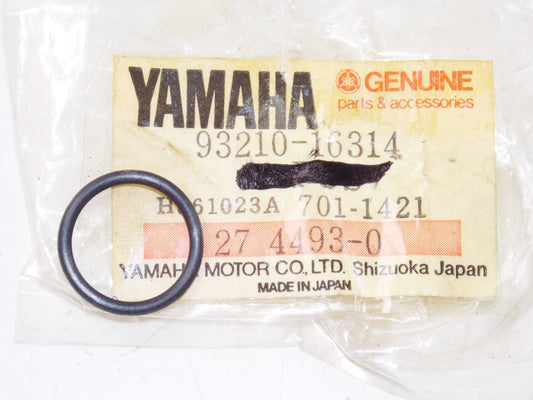 YAMAHA
GENUINE
parts & accessories
93210-16314
701-1421
27 4493-0
YAMAHA MOTOR CO., LTD. Shizuoka Japan
MADE IN JAPAN